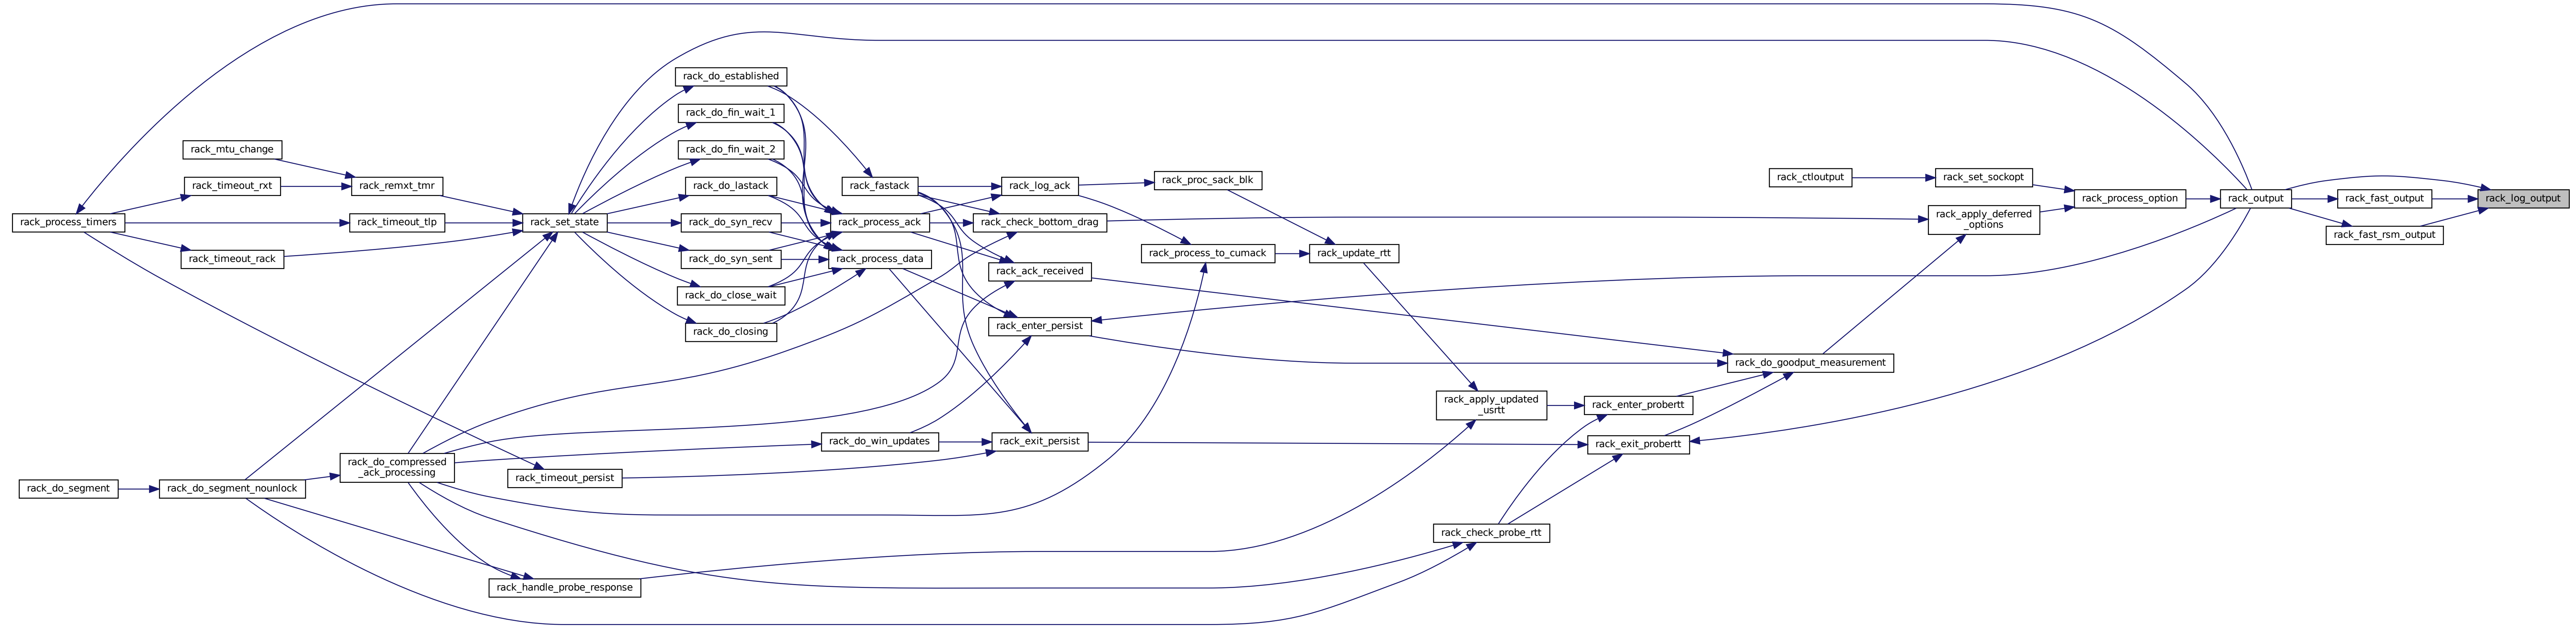 rack_do_established
rack_do_fin_wait_1
rack_mtu_change
rack_do_fin_wait_2
rack_timeout_rxt
rack_remxt_tmr
rack_do_lastack
rack_fastack
rack_log_ack
rack_proc_sack_blk
rack_ctloutput
rack_set_sockopt
rack_process_option
rack_output
rack_fast_output
rack_log_output
rack_process_timers
rack_timeout_tlp
rack_set_state
rack_do_syn_recv
rack_process_ack
rack_check_bottom_drag
rack_apply_deferred
_options
rack_fast_rsm_output
rack_timeout_rack
rack_do_syn_sent
rack_process_data
rack_process_to_cumack
rack_update_rtt
rack_ack_received
rack_do_close_wait
rack_do_closing
rack_enter_persist
rack_do_goodput_measurement
rack_apply_updated
_usrtt
rack_enter_probertt
rack_do_win_updates
rack_exit_persist
rack_exit_probertt
rack_do_compressed
_ack_processing
rack_timeout_persist
rack_do_segment
rack_do_segment_nounlock
rack_check_probe_rtt
rack_handle_probe_response